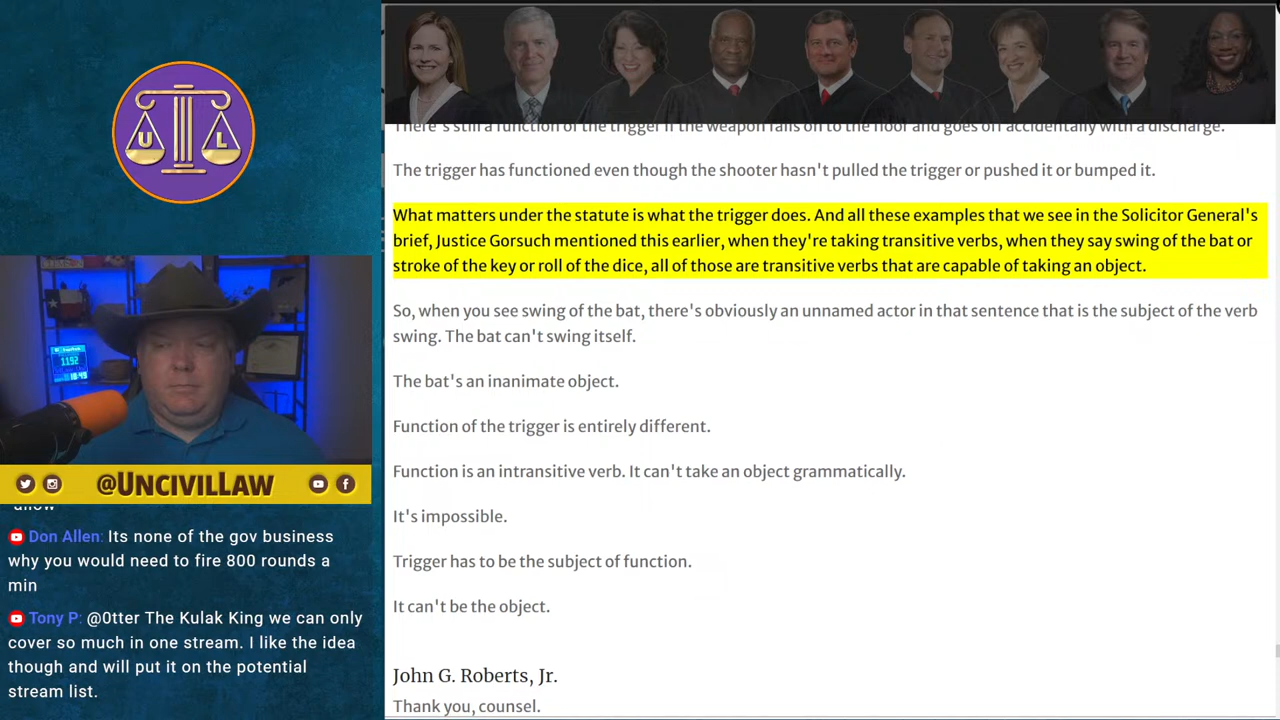 U L
There's still a function of the trigger if the weapon falls on to the floor and goes off accidentally with a discharge.
The trigger has functioned even though the shooter hasn't pulled the trigger or pushed it or bumped it.
What matters under the statute is what the trigger does. And all these examples that we see in the Solicitor General's
brief, Justice Gorsuch mentioned this earlier, when they're taking transitive verbs, when they say swing of the bat or
stroke of the key or roll of the dice, all of those are transitive verbs that are capable of taking an object.
So, when you see swing of the bat, there's obviously an unnamed actor in that sentence that is the subject of the verb
swing. The bat can't swing itself.
The bat's an inanimate object.
Function of the trigger is entirely different.
Function is an intransitive verb. It can't take an object grammatically.
It's impossible.
Trigger has to be the subject of function.
It can't be the object.
John G. Roberts, Jr.
Thank you, counsel.
1192
@UNCIVILLAW
allow
Don Allen: Its none of the gov business
why you would need to fire 800 rounds a
min
Tony P: @0tter The Kulak King we can only
cover so much in one stream. I like the idea
though and will put it on the potential
stream list.